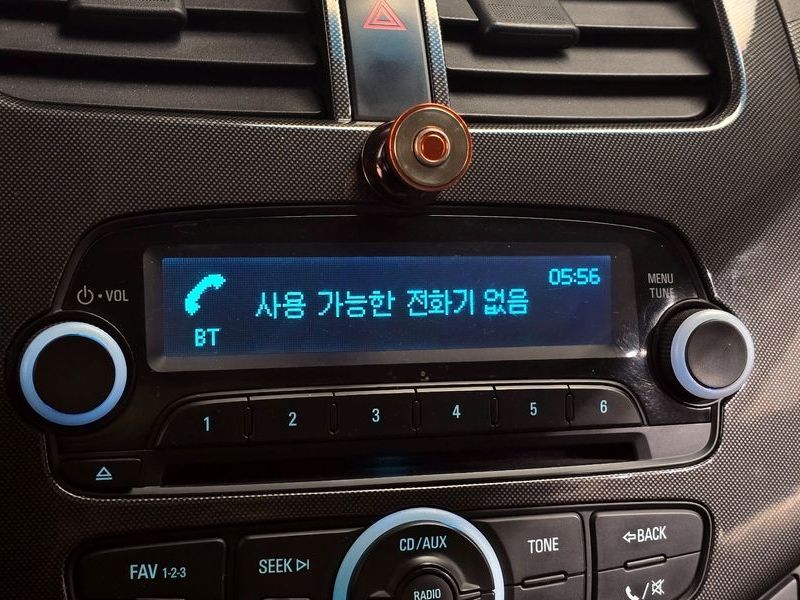 05:56
사용 가능한 전화기 없음
BT
VOL
MENU
TUNE
1 2 3 4 5 6
CD/AUX
FAV 1-2-3
SEEK
TONE
BACK
RADIO